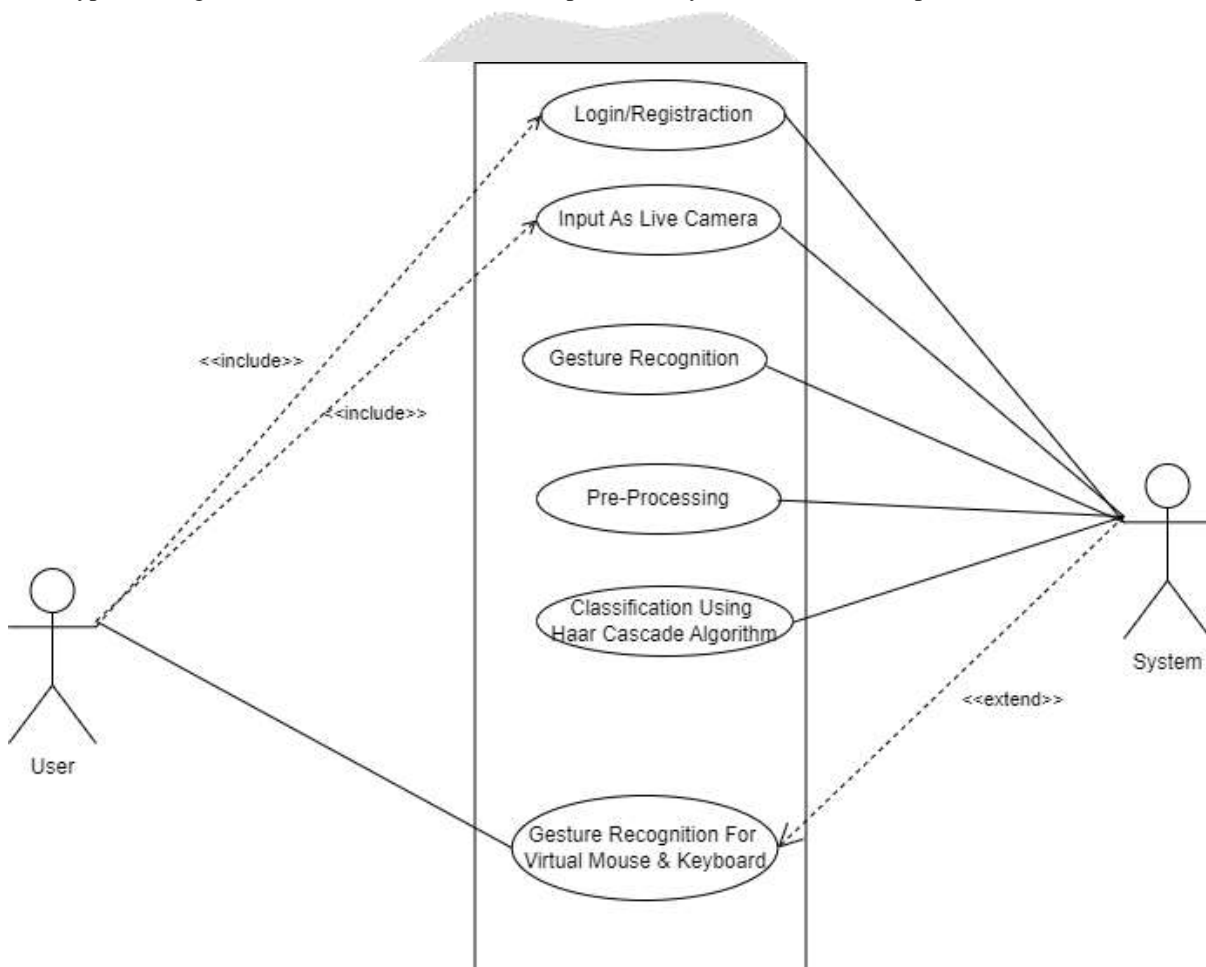 Login/Registraction
Input As Live Camera
Gesture Recognition
<<include>>
<<include>>
Pre-Processing
Classification Using
Haar Cascade Algorithm
System
<<extend>>
User
Gesture Recognition For
Virtual Mouse & Keyboard